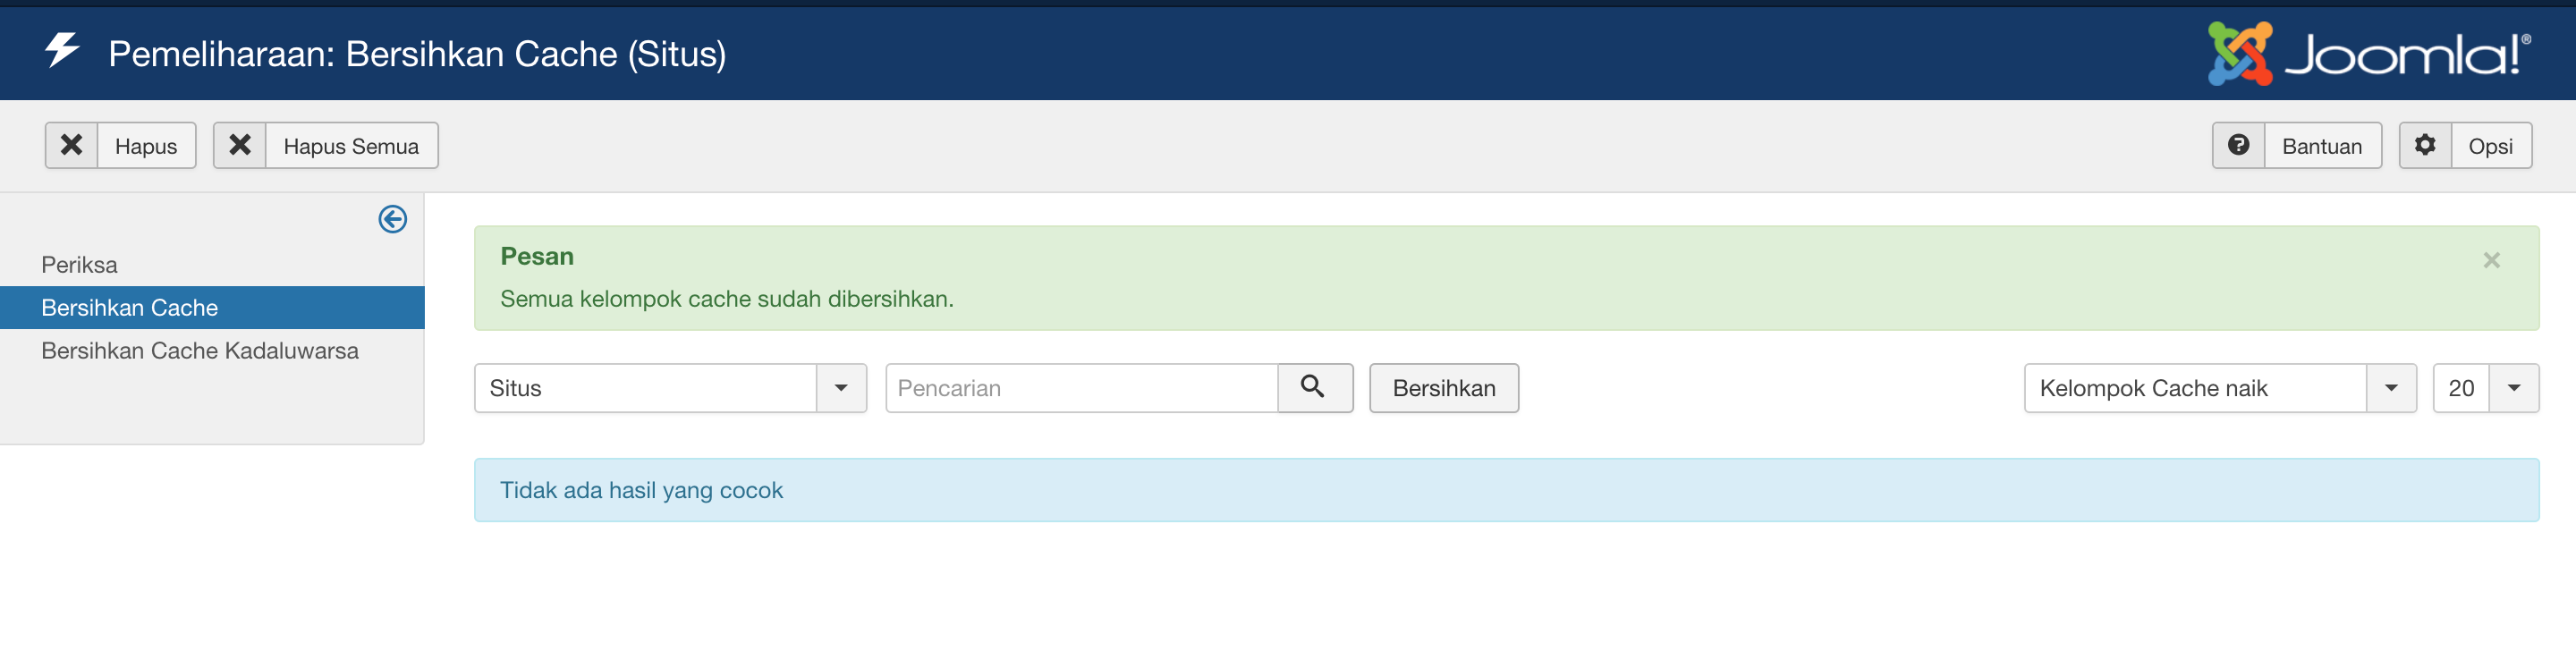 Pemeliharaan: Bersihkan Cache (Situs)
Joomla!®
Hapus
Hapus Semua
Bantuan
Opsi
Periksa
Bersihkan Cache
Bersihkan Cache Kadaluwarsa
Pesan
Semua kelompok cache sudah dibersihkan.
Situs
Pencarian
Bersihkan
Kelompok Cache naik
20
Tidak ada hasil yang cocok